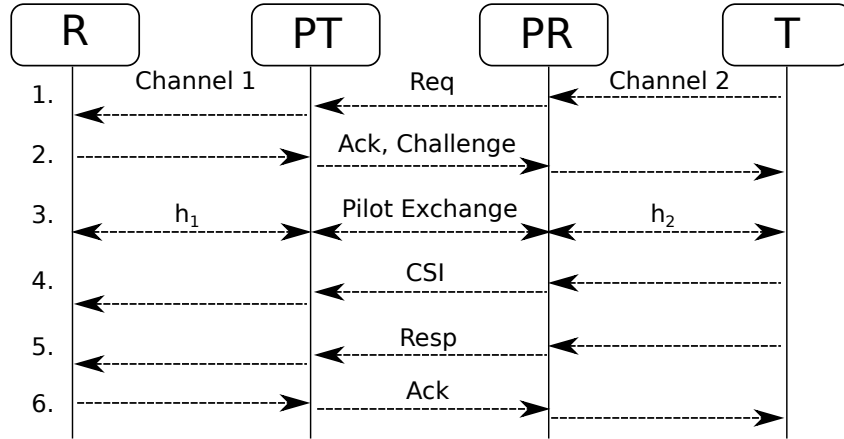 R PT PR T
Channel 1 Req Channel 2
1.
2. Ack, Challenge
3. h₁ Pilot Exchange h₂
4. CSI
5. Resp
6. Ack